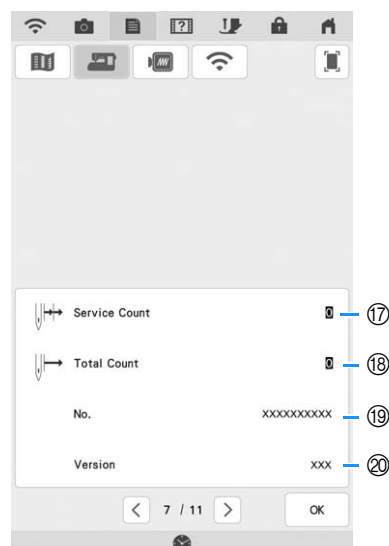 Service Count 0 ⑰
Total Count 0 ⑱
No. XXXXXXXXXX ⑲
Version XXX ⑳
< 7 / 11 > OK